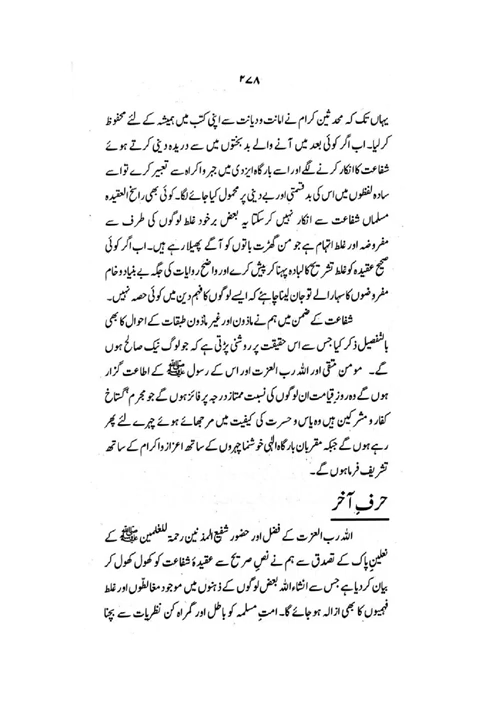 ۲۷۸
یہاں تک کہ محدثین کرام نے امانت و دیانت سے اپنی کتب میں ہمیشہ کے لئے محفوظ
کر لیا۔ اب اگر کوئی بعد میں آنے والے بدبختوں میں سے دریدہ دینی کرتے ہوئے
شفاعت کا انکار کرنے لگے اور اسے بارگاہ ایزدی میں جبر و اکراہ سے تعبیر کرے تو اسے
سادہ لفظوں میں اس کی بدقسمتی اور بے دینی پر محمول کیا جائے گا۔ کوئی بھی راسخ العقیدہ
مسلمان شفاعت سے انکار نہیں کر سکتا یہ بعض برخود غلط لوگوں کی طرف سے
مفروضہ اور غلط اتہام ہے جو من گھڑت باتوں کو آگے پھیلا رہے ہیں۔ اب اگر کوئی
صحیح عقیدہ کو غلط تشریح کا لبادہ پہنا کر پیش کرے اور واضح روایات کی جگہ بے بنیاد و خام
مفروضوں کا سہارا لے تو جان لینا چاہئے کہ ایسے لوگوں کا فہم دین میں کوئی حصہ نہیں۔
شفاعت کے ضمن میں ہم نے ماذون اور غیر ماذون طبقات کے احوال کا بھی
بالتفصیل ذکر کیا جس سے اس حقیقت پر روشنی پڑتی ہے کہ جو لوگ نیک صالح ہوں
گے۔ مومن متقی اور اللہ رب العزت اور اس کے رسول ﷺ کے اطاعت گزار
ہوں گے وہ روز قیامت ان لوگوں کی نسبت ممتاز درجہ پر فائز ہوں گے جو مجرم گستاخ
کفار و مشرکین ہیں وہ یاس و حسرت کی کیفیت میں مرجھائے ہوئے چہرے لئے پھر
رہے ہوں گے جبکہ مقربان بارگاہ الٰہی خوشنما چہروں کے ساتھ اعزاز و اکرام کے ساتھ
تشریف فرما ہوں گے۔
حرفِ آخر
اللہ رب العزت کے فضل اور حضور شفیع المذنبین رحمۃ للعلمین ﷺ کے
نعلین پاک کے تصدق سے ہم نے نص صریح سے عقیدۂ شفاعت کو کھول کھول کر
بیان کر دیا ہے جس سے انشاء اللہ بعض لوگوں کے ذہنوں میں موجود مغالطوں اور غلط
فہمیوں کا بھی ازالہ ہو جائے گا۔ امتِ مسلمہ کو باطل اور گمراہ کن نظریات سے بچنا